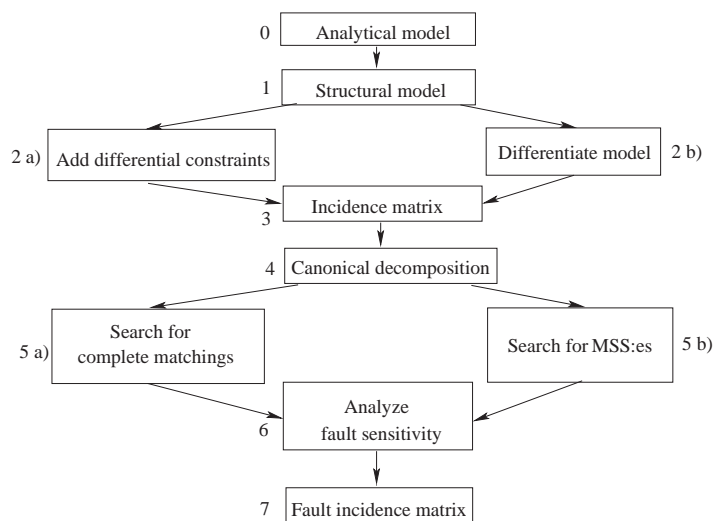 0
Analytical model
1
Structural model
2 a)
Add differential constraints
Differentiate model
2 b)
3
Incidence matrix
4
Canonical decomposition
5 a)
Search for
complete matchings
Search for MSS:es
5 b)
6
Analyze
fault sensitivity
7
Fault incidence matrix